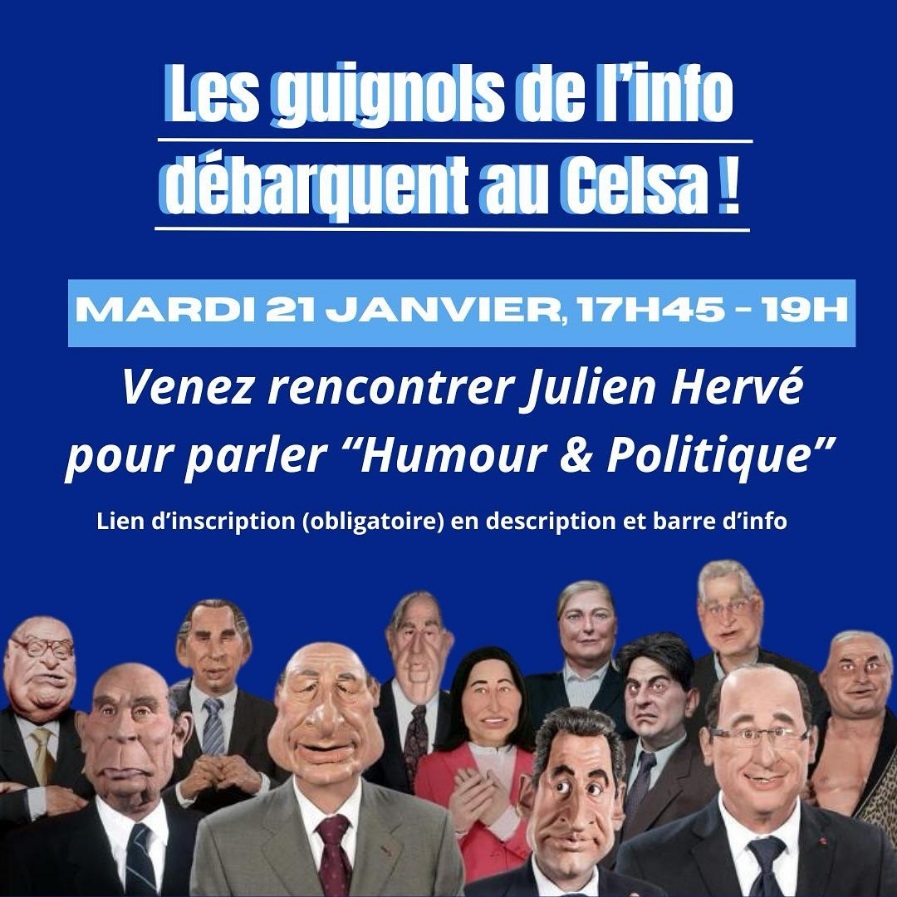 Les guignols de l’info
débarquent au Celsa !
MARDI 21 JANVIER, 17H45 - 19H
Venez rencontrer Julien Hervé
pour parler “Humour & Politique”
Lien d’inscription (obligatoire) en description et barre d’info